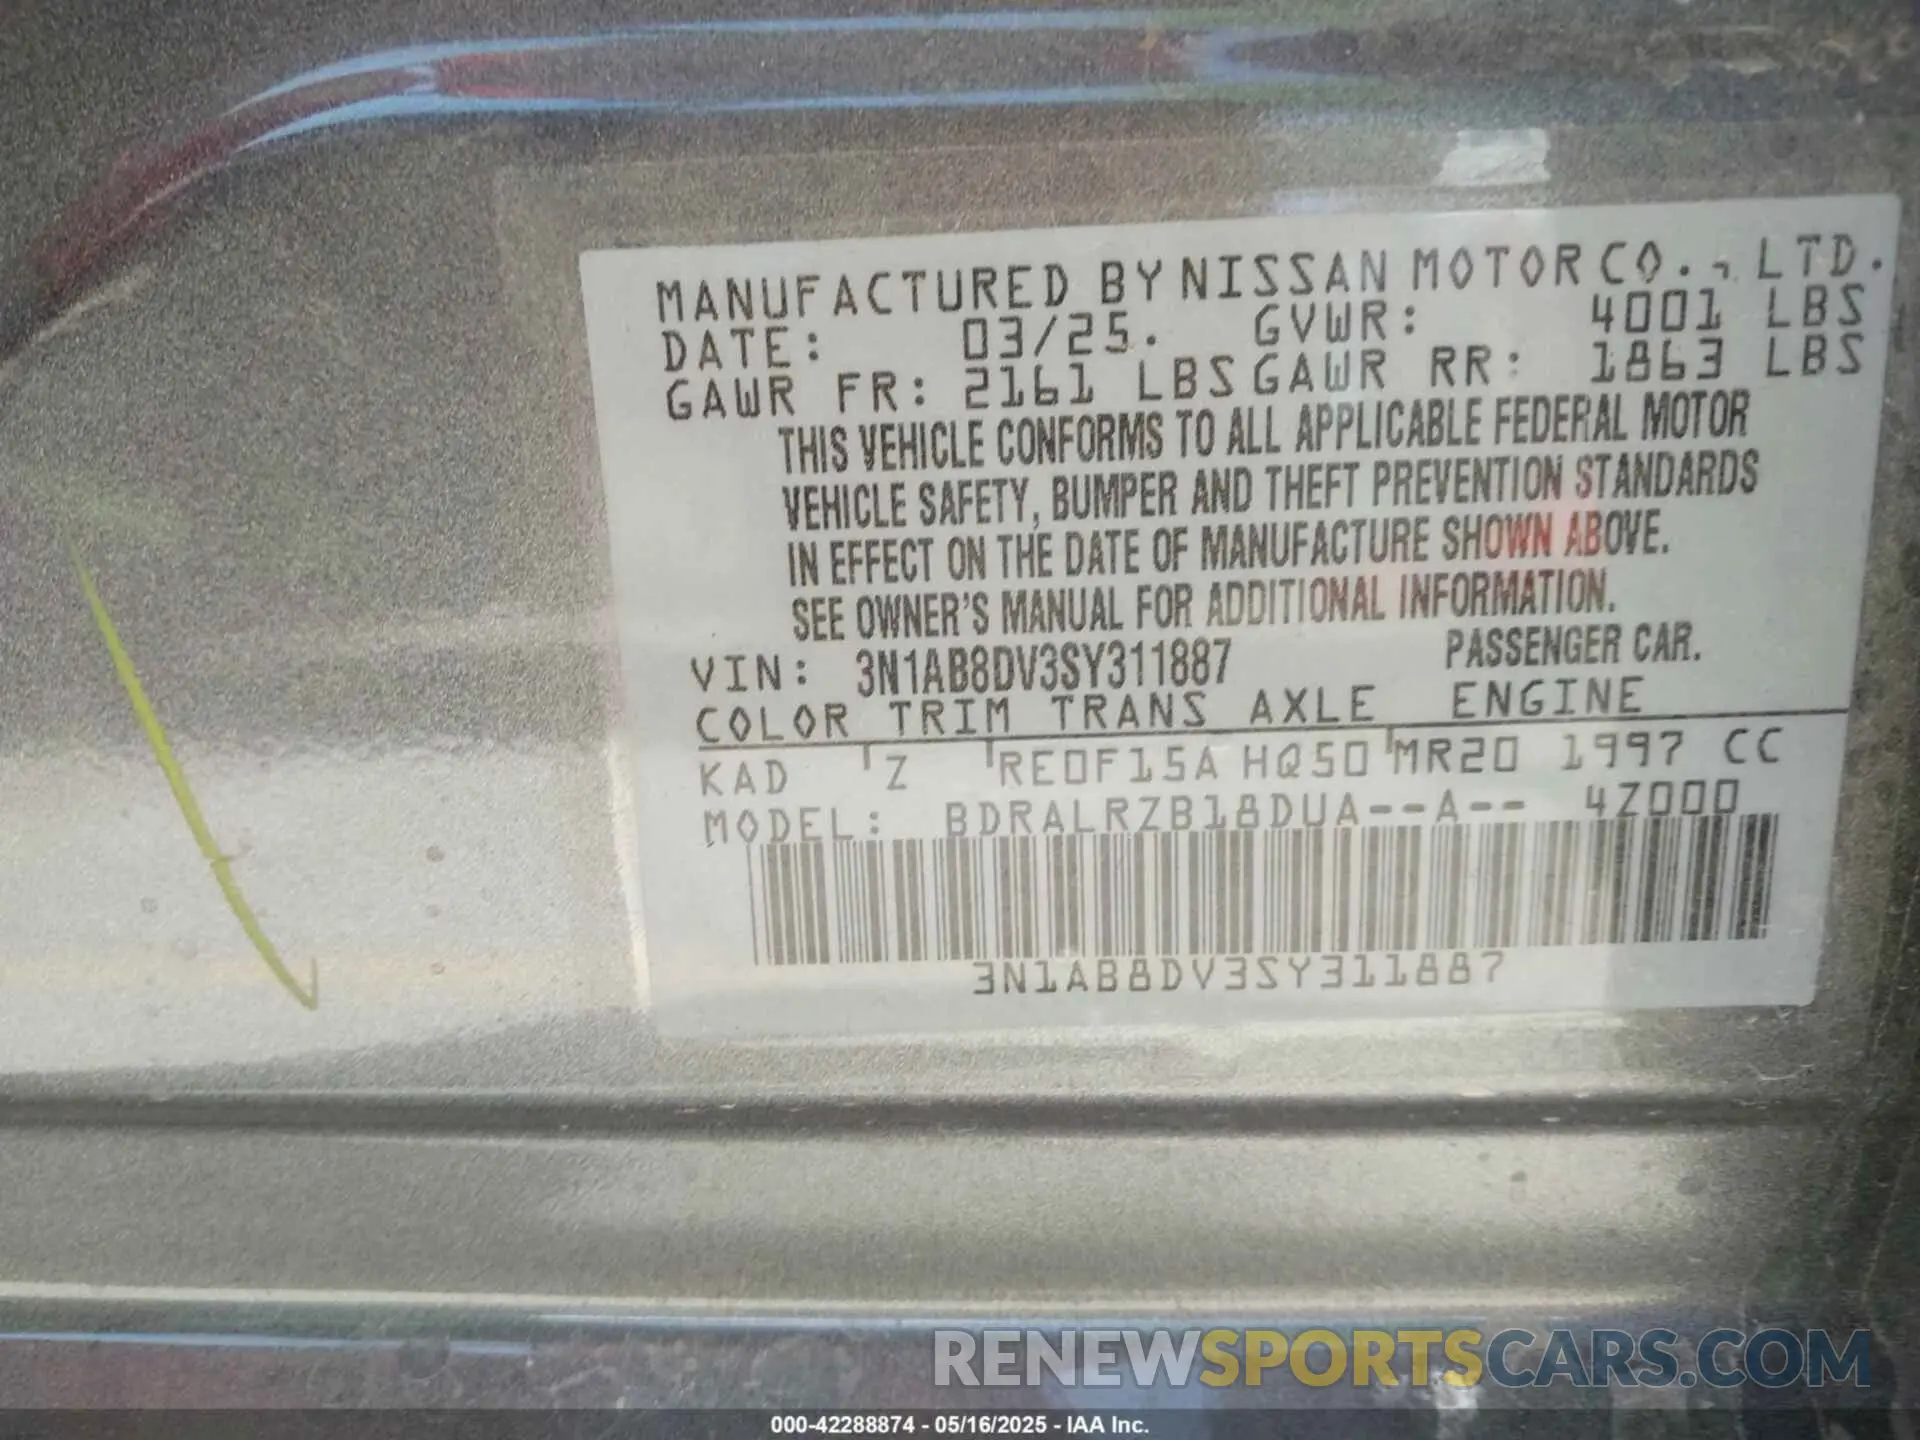 MANUFACTURED BY NISSAN MOTOR CO., LTD.
DATE: 03/25. GVWR: 4001 LBS
GAWR FR: 2161 LBS GAWR RR: 1863 LBS
THIS VEHICLE CONFORMS TO ALL APPLICABLE FEDERAL MOTOR
VEHICLE SAFETY, BUMPER AND THEFT PREVENTION STANDARDS
IN EFFECT ON THE DATE OF MANUFACTURE SHOWN ABOVE.
SEE OWNER'S MANUAL FOR ADDITIONAL INFORMATION.
VIN: 3N1AB8DV3SY311887 PASSENGER CAR.
COLOR TRIM TRANS AXLE ENGINE
KAD Z RE0F15A HQ50 MR20 1997 CC
MODEL: BDRALRZB18DUA--A-- 4Z000
3N1AB8DV3SY311887
RENEWSPORTSCARS.COM
000-42288874 - 05/16/2025 - IAA Inc.